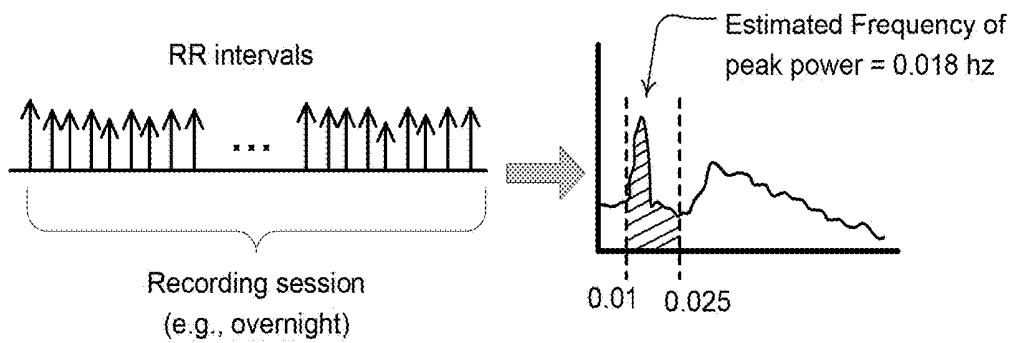 RR intervals
...
Recording session
(e.g., overnight)
Estimated Frequency of
peak power = 0.018 hz
0.01
0.025